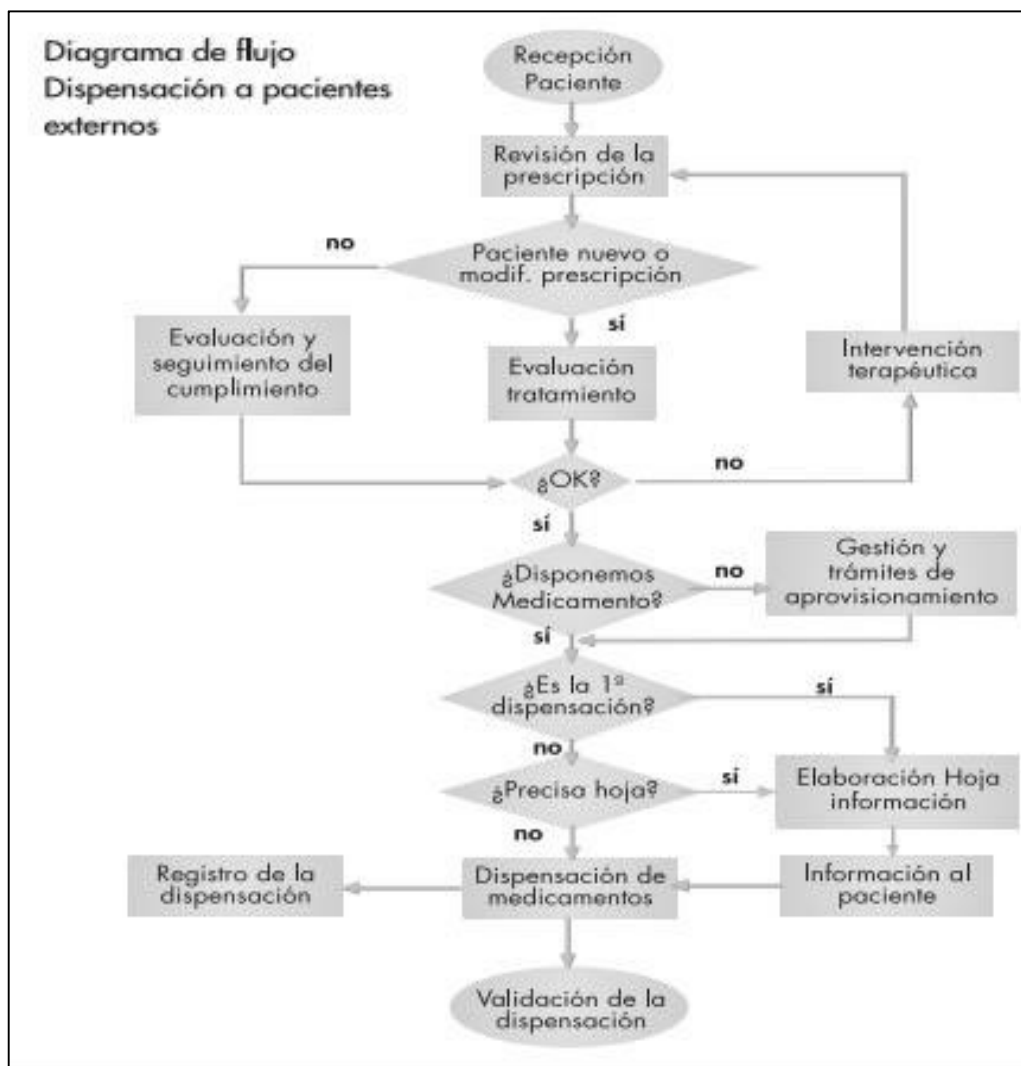 Diagrama de flujo
Dispensación a pacientes
externos
Recepción
Paciente
Revisión de la
prescripción
no
Paciente nuevo o
modif. prescripción
sí
Evaluación y
seguimiento del
cumplimiento
Evaluación
tratamiento
Intervención
terapéutica
¿OK?
no
sí
¿Disponemos
Medicamento?
no
Gestión y
trámites de
aprovisionamiento
sí
¿Es la 1ª
dispensación?
sí
no
¿Precisa hoja?
sí
Elaboración Hoja
información
no
Registro de la
dispensación
Dispensación de
medicamentos
Información al
paciente
Validación de la
dispensación